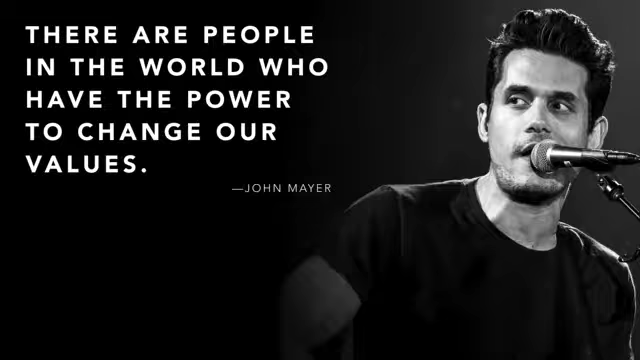 THERE ARE PEOPLE
IN THE WORLD WHO
HAVE THE POWER
TO CHANGE OUR
VALUES.
—JOHN MAYER